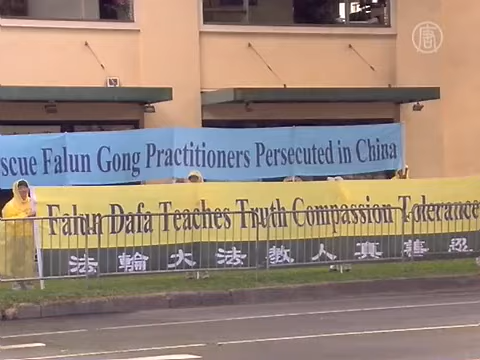 scue Falun Gong Practitioners Persecuted in China
Falun Dafa Teaches Truth Compassion Tolerance
法輪大法教人真善忍